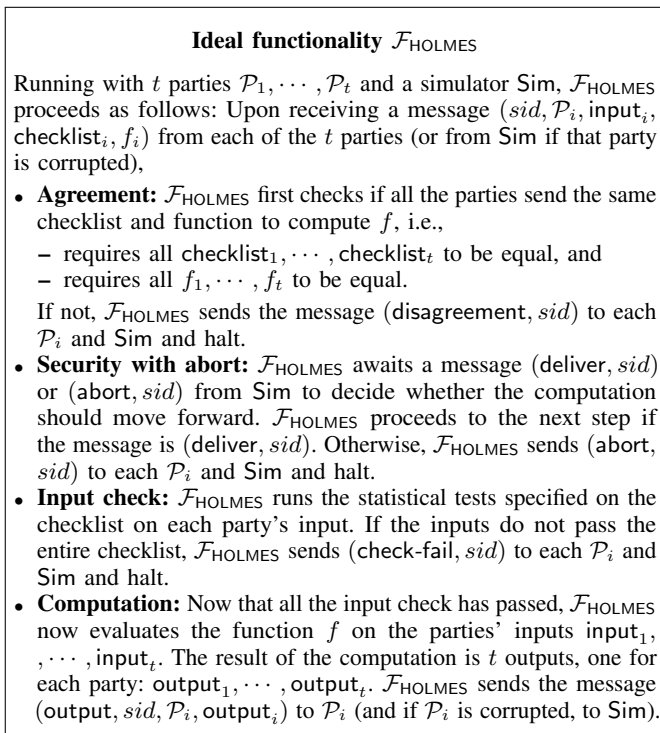 Ideal functionality F_HOLMES
Running with t parties P_1, · · · , P_t and a simulator Sim, F_HOLMES
proceeds as follows: Upon receiving a message (sid, P_i, input_i,
checklist_i, f_i) from each of the t parties (or from Sim if that party
is corrupted),
• Agreement: F_HOLMES first checks if all the parties send the same
checklist and function to compute f, i.e.,
– requires all checklist_1, · · · , checklist_t to be equal, and
– requires all f_1, · · · , f_t to be equal.
If not, F_HOLMES sends the message (disagreement, sid) to each
P_i and Sim and halt.
• Security with abort: F_HOLMES awaits a message (deliver, sid)
or (abort, sid) from Sim to decide whether the computation
should move forward. F_HOLMES proceeds to the next step if
the message is (deliver, sid). Otherwise, F_HOLMES sends (abort,
sid) to each P_i and Sim and halt.
• Input check: F_HOLMES runs the statistical tests specified on the
checklist on each party's input. If the inputs do not pass the
entire checklist, F_HOLMES sends (check-fail, sid) to each P_i and
Sim and halt.
• Computation: Now that all the input check has passed, F_HOLMES
now evaluates the function f on the parties' inputs input_1,
, · · · , input_t. The result of the computation is t outputs, one for
each party: output_1, · · · , output_t. F_HOLMES sends the message
(output, sid, P_i, output_i) to P_i (and if P_i is corrupted, to Sim).